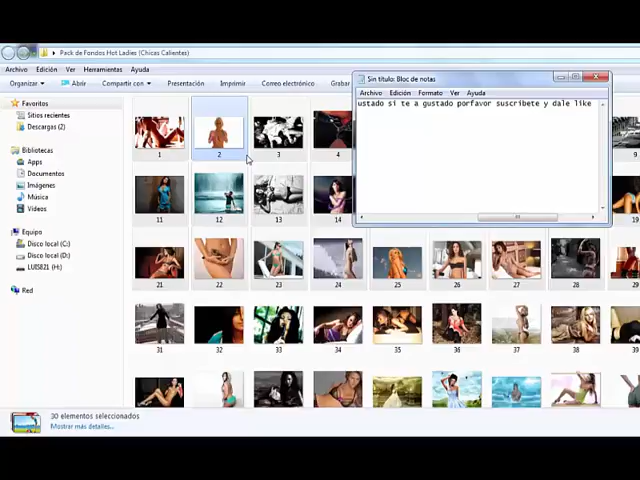 Pack de Fondos Hot Ladies (Chicas Calientes)
Archivo Edición Ver Herramientas Ayuda
Organizar Abrir Compartir con Presentación Imprimir Correo electrónico Grabar
Favoritos
Sitios recientes
Descargas (2)
Bibliotecas
Apps
Documentos
Imágenes
Música
Vídeos
Equipo
Disco local (C:)
Disco local (D:)
LUIS821 (H:)
Red
Sin título: Bloc de notas
Archivo Edición Formato Ver Ayuda
ustado si te a gustado porfavor suscribete y dale like
1 2 3 4 9
11 12 13 14 19
21 22 23 24 25 26 27 28 29
31 32 33 34 35 36 37 38 39
30 elementos seleccionados
Mostrar más detalles...